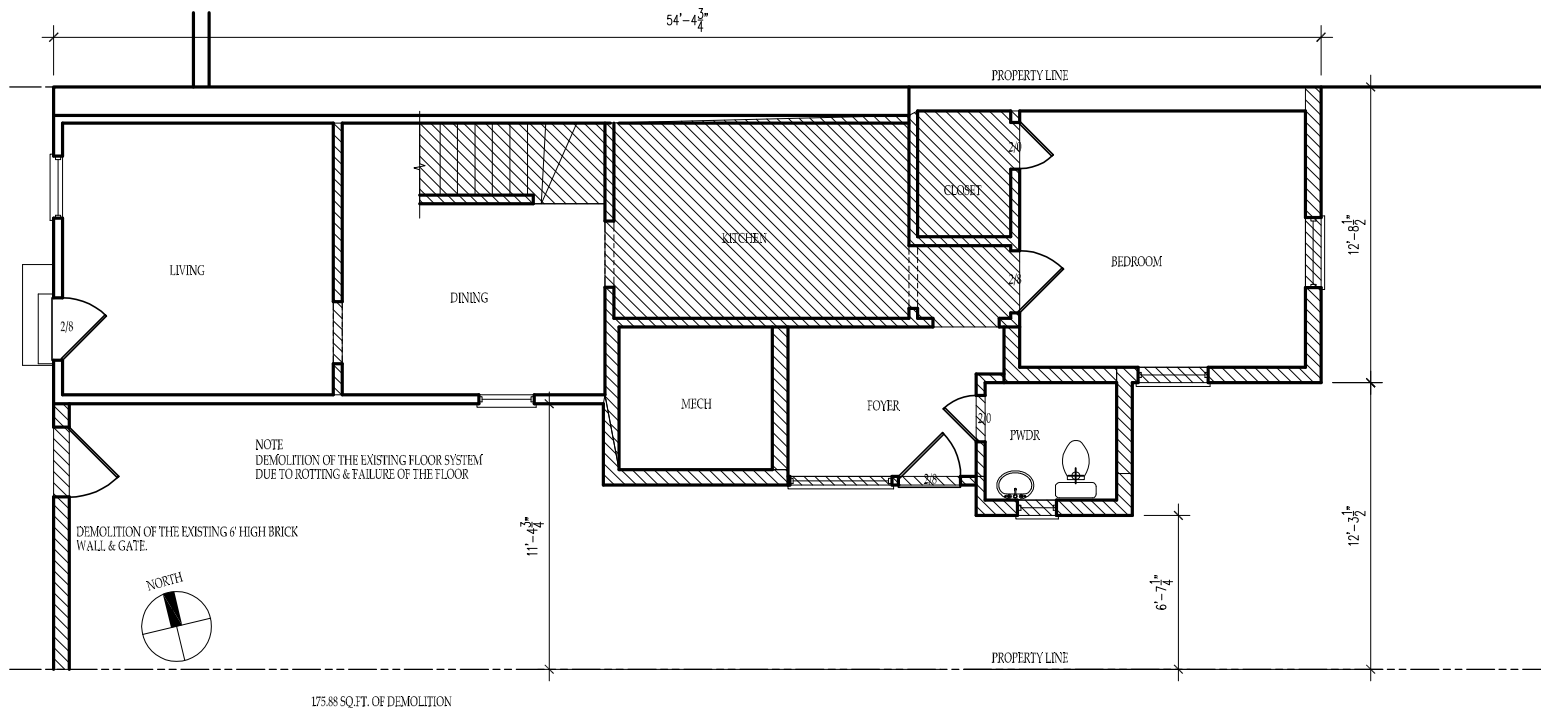 54'-4 3/4"
PROPERTY LINE
2/0
CLOSET
12'-8 1/2"
KITCHEN
BEDROOM
LIVING
2/8
DINING
2/8
MECH
FOYER
2/0
PWDR
NOTE
DEMOLITION OF THE EXISTING FLOOR SYSTEM
DUE TO ROTTING & FAILURE OF THE FLOOR
2/8
DEMOLITION OF THE EXISTING 6' HIGH BRICK
WALL & GATE.
11'-4 3/4"
12'-3 1/2"
NORTH
6'-7 1/4"
PROPERTY LINE
175.88 SQ.FT. OF DEMOLITION